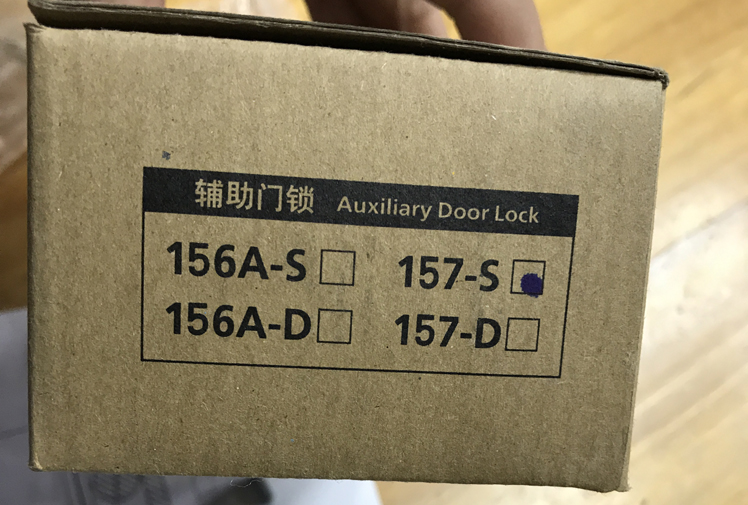 辅助门锁 Auxiliary Door Lock
156A-S 157-S
156A-D 157-D